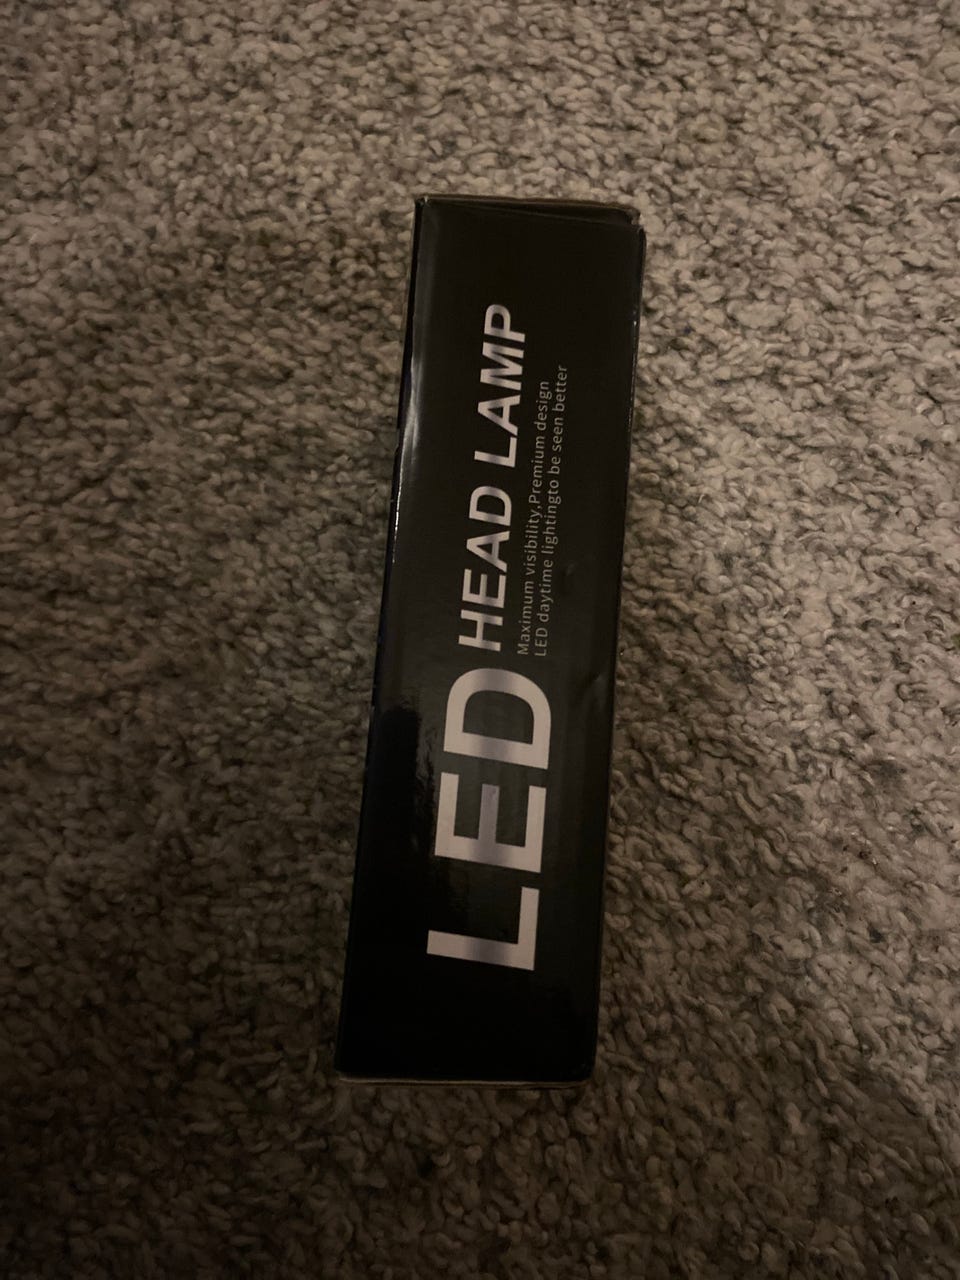 LED HEAD LAMP
Maximum visibility,Premium design
LED daytime lightingto be seen better